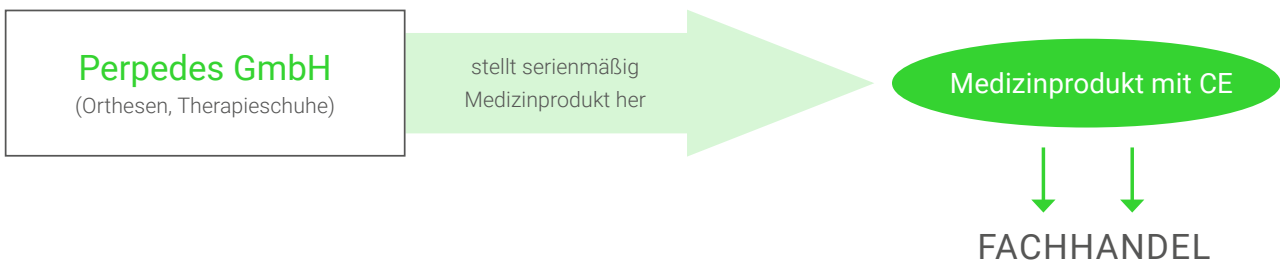 Perpedes GmbH
(Orthesen, Therapieschuhe)
stellt serienmäßig
Medizinprodukt her
Medizinprodukt mit CE
FACHHANDEL